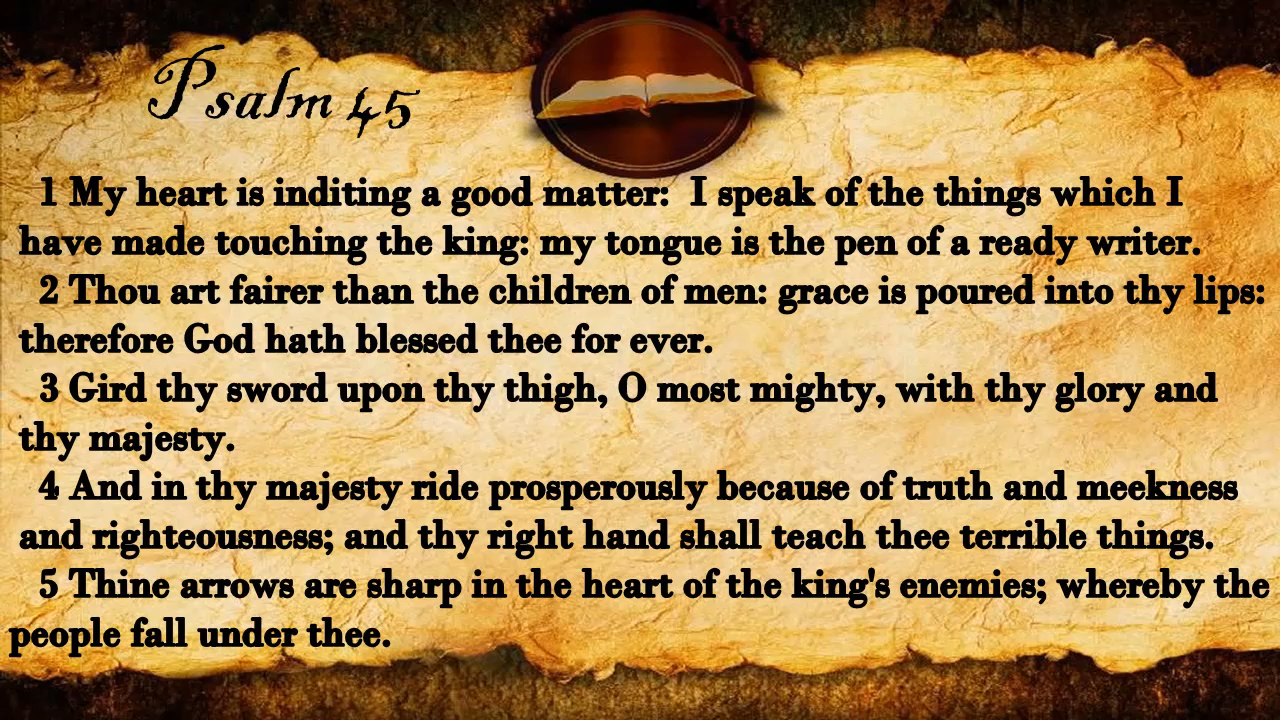 Psalm 45
1 My heart is inditing a good matter: I speak of the things which I
have made touching the king: my tongue is the pen of a ready writer.
2 Thou art fairer than the children of men: grace is poured into thy lips:
therefore God hath blessed thee for ever.
3 Gird thy sword upon thy thigh, O most mighty, with thy glory and
thy majesty.
4 And in thy majesty ride prosperously because of truth and meekness
and righteousness; and thy right hand shall teach thee terrible things.
5 Thine arrows are sharp in the heart of the king's enemies; whereby the
people fall under thee.